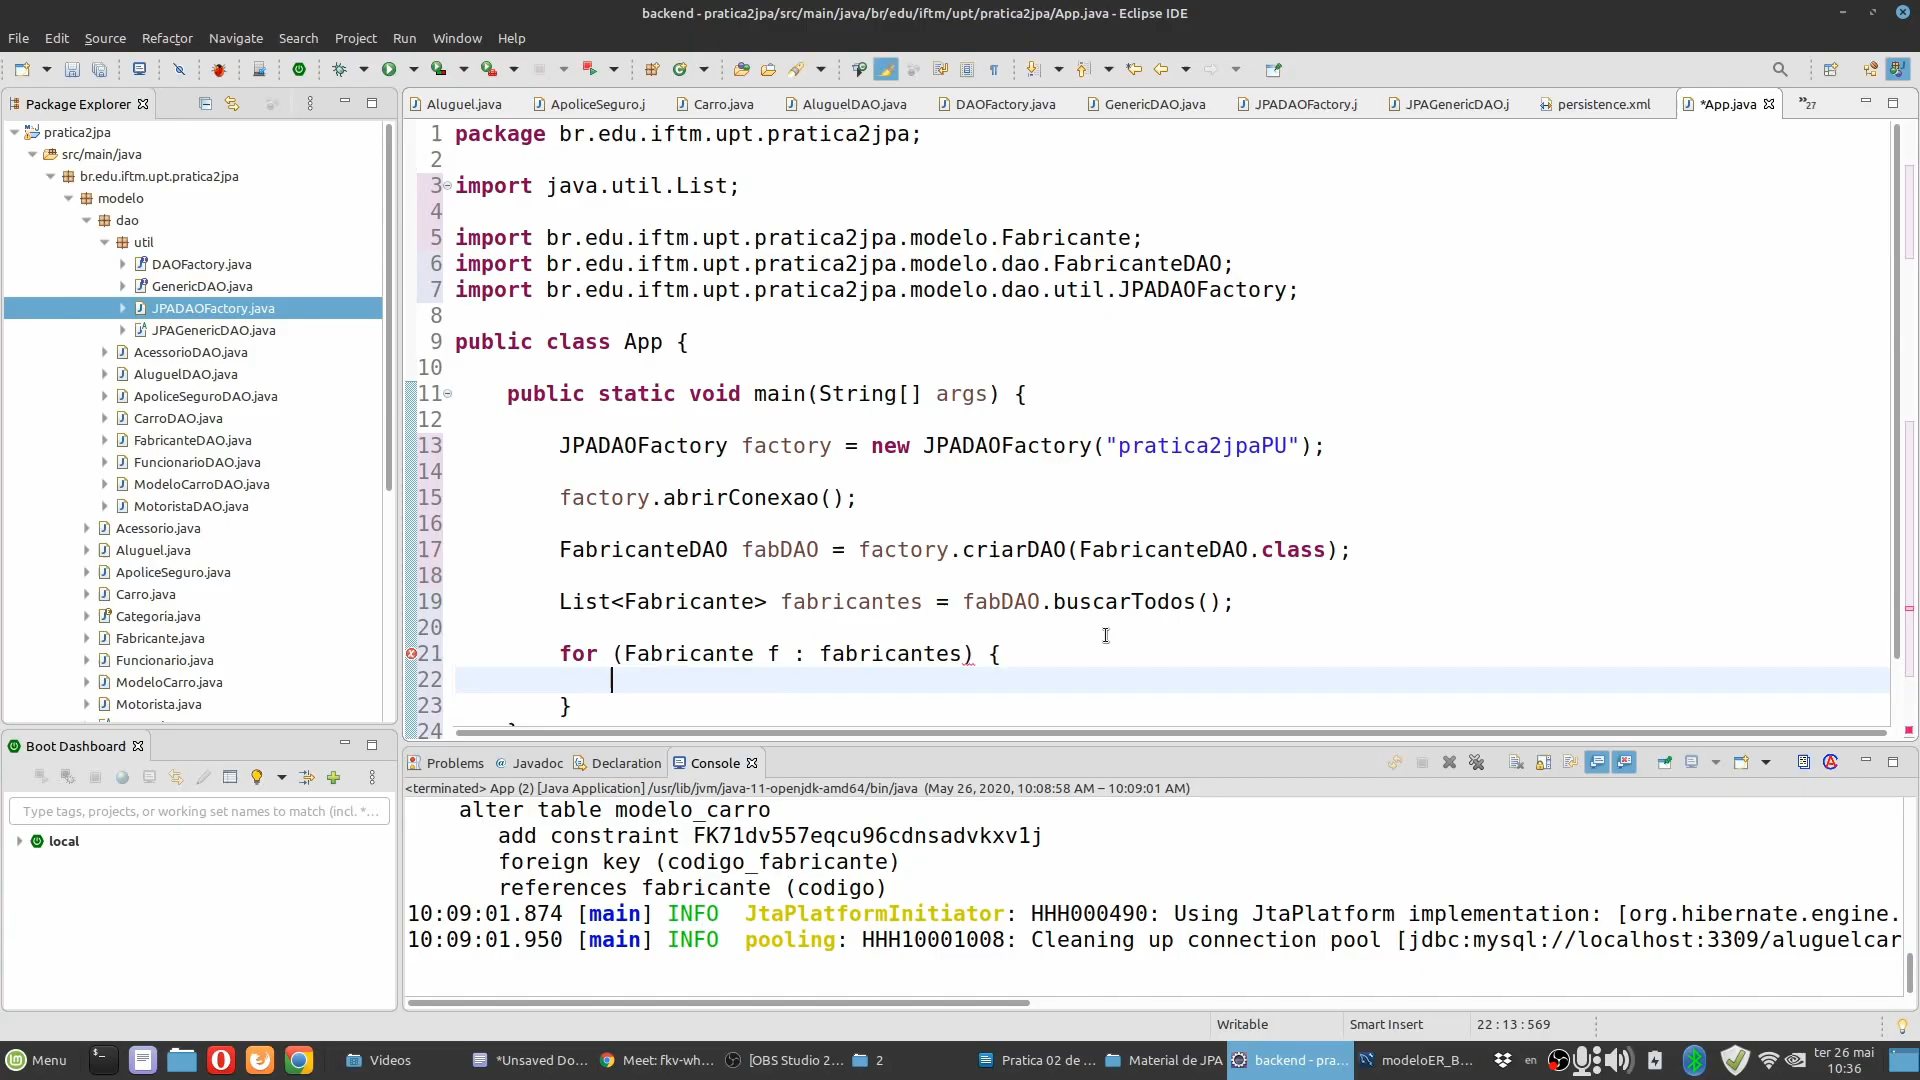 backend - pratica2jpa/src/main/java/br/edu/iftm/upt/pratica2jpa/App.java - Eclipse IDE
File Edit Source Refactor Navigate Search Project Run Window Help
Package Explorer
Aluguel.java ApoliceSeguro.j Carro.java AluguelDAO.java DAOFactory.java GenericDAO.java JPADAOFactory.j JPAGenericDAO.j persistence.xml *App.java »27
pratica2jpa
src/main/java
br.edu.iftm.upt.pratica2jpa
modelo
dao
util
DAOFactory.java
GenericDAO.java
JPADAOFactory.java
JPAGenericDAO.java
AcessorioDAO.java
AluguelDAO.java
ApoliceSeguroDAO.java
CarroDAO.java
FabricanteDAO.java
FuncionarioDAO.java
ModeloCarroDAO.java
MotoristaDAO.java
Acessorio.java
Aluguel.java
ApoliceSeguro.java
Carro.java
Categoria.java
Fabricante.java
Funcionario.java
ModeloCarro.java
Motorista.java
1 package br.edu.iftm.upt.pratica2jpa;
2
3 import java.util.List;
4
5 import br.edu.iftm.upt.pratica2jpa.modelo.Fabricante;
6 import br.edu.iftm.upt.pratica2jpa.modelo.dao.FabricanteDAO;
7 import br.edu.iftm.upt.pratica2jpa.modelo.dao.util.JPADAOFactory;
8
9 public class App {
10
11 public static void main(String[] args) {
12
13 JPADAOFactory factory = new JPADAOFactory("pratica2jpaPU");
14
15 factory.abrirConexao();
16
17 FabricanteDAO fabDAO = factory.criarDAO(FabricanteDAO.class);
18
19 List<Fabricante> fabricantes = fabDAO.buscarTodos();
20
21 for (Fabricante f : fabricantes) {
22
23 }
24
Boot Dashboard
Type tags, projects, or working set names to match (incl. *...
local
Problems Javadoc Declaration Console
<terminated> App (2) [Java Application] /usr/lib/jvm/java-11-openjdk-amd64/bin/java (May 26, 2020, 10:08:58 AM – 10:09:01 AM)
alter table modelo_carro
add constraint FK71dv557eqcu96cdnsadvkxv1j
foreign key (codigo_fabricante)
references fabricante (codigo)
10:09:01.874 [main] INFO JtaPlatformInitiator: HHH000490: Using JtaPlatform implementation: [org.hibernate.engine.
10:09:01.950 [main] INFO pooling: HHH10001008: Cleaning up connection pool [jdbc:mysql://localhost:3309/aluguelcar
Writable Smart Insert 22 : 13 : 569
Menu Videos *Unsaved Do... Meet: fkv-wh... [OBS Studio 2... 2 Pratica 02 de ... Material de JPA backend - pra... modeloER_B... en ter 26 mai
10:36